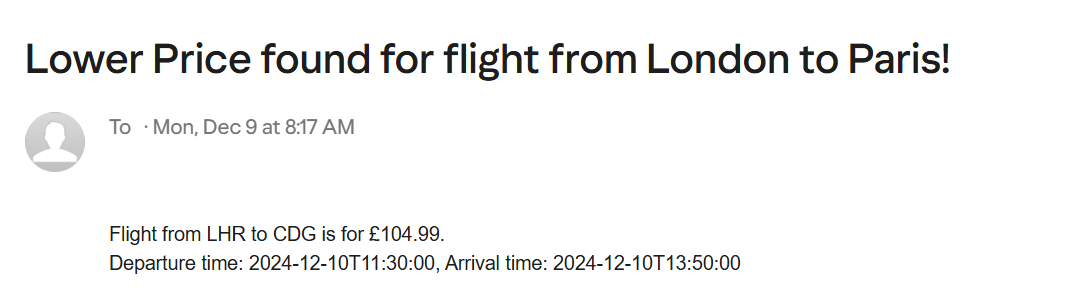 Lower Price found for flight from London to Paris!
To · Mon, Dec 9 at 8:17 AM
Flight from LHR to CDG is for £104.99.
Departure time: 2024-12-10T11:30:00, Arrival time: 2024-12-10T13:50:00